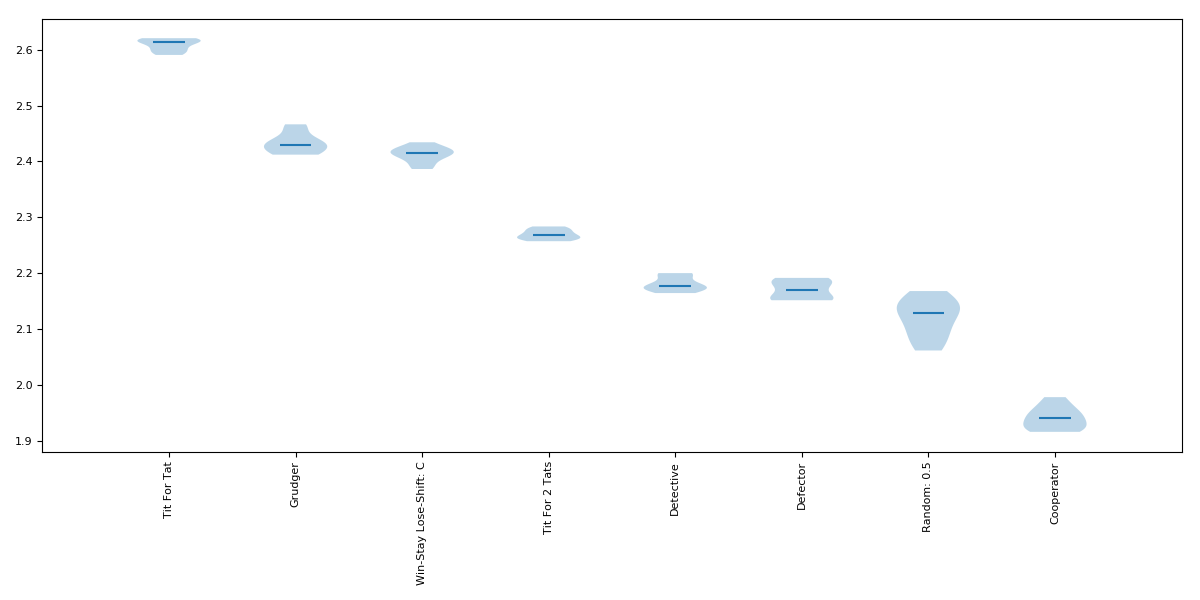 2.6
2.5
2.4
2.3
2.2
2.1
2.0
1.9
Tit For Tat
Grudger
Win-Stay Lose-Shift: C
Tit For 2 Tats
Detective
Defector
Random: 0.5
Cooperator